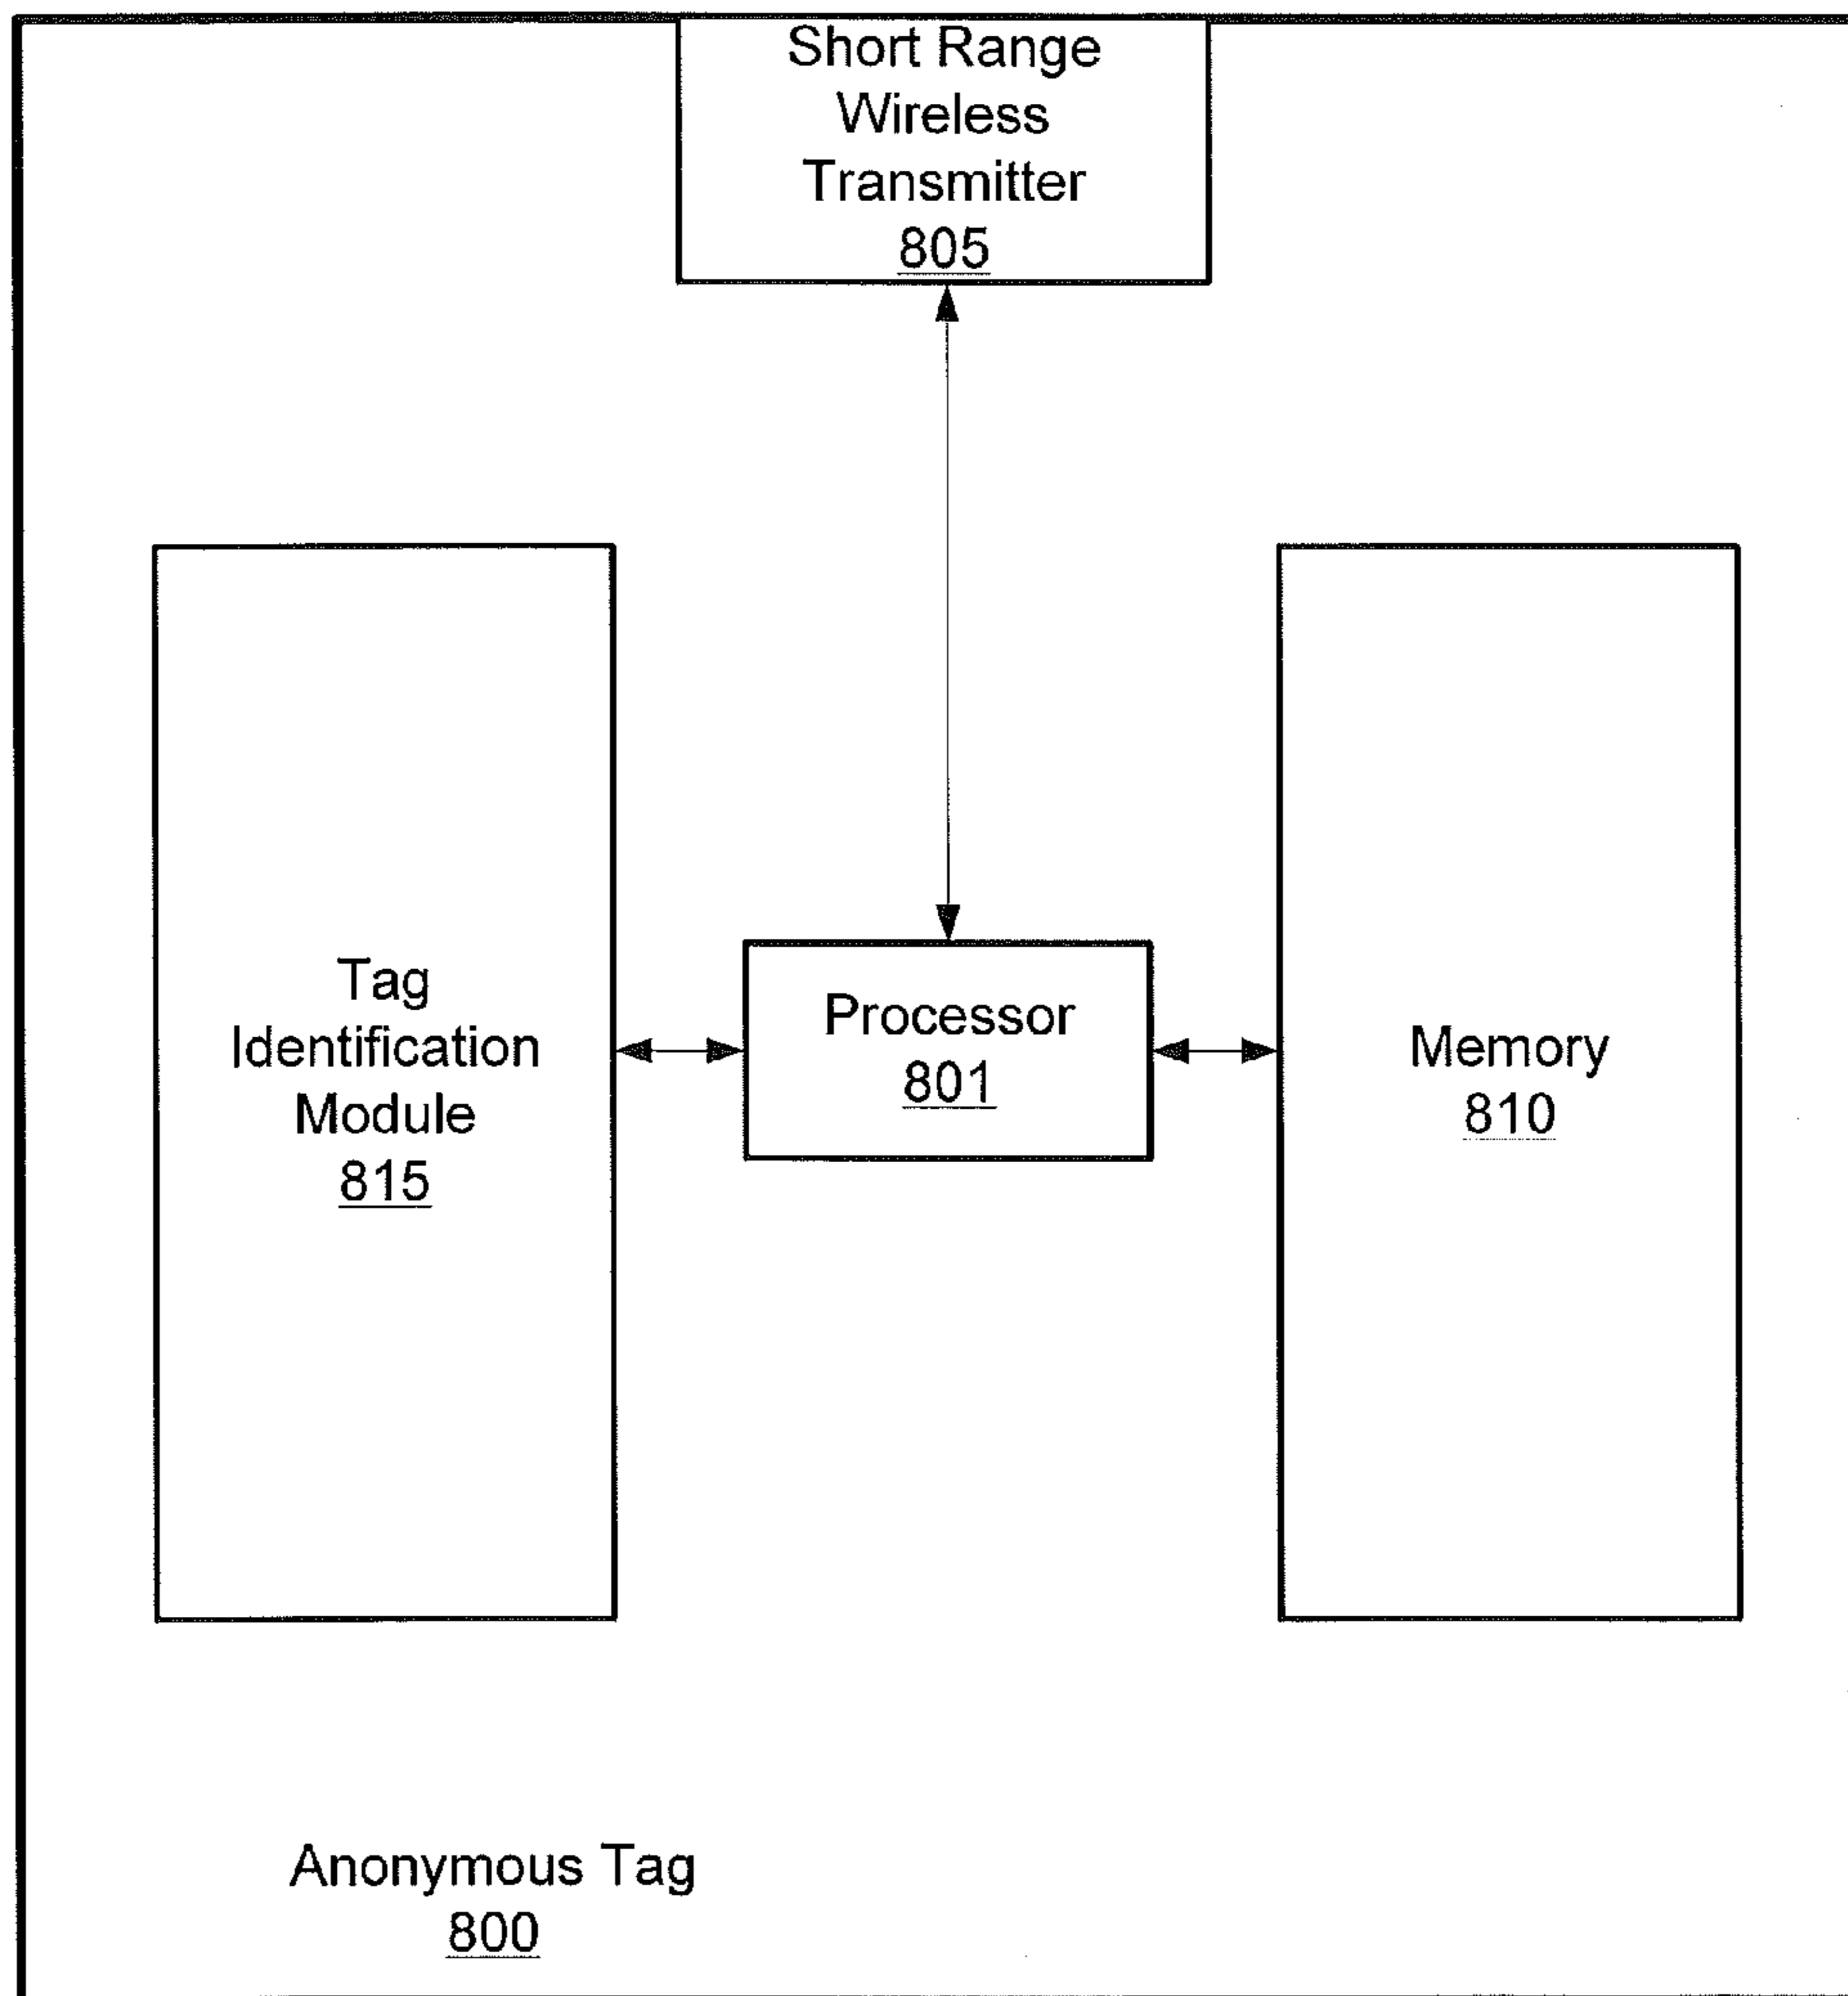 Short Range
Wireless
Transmitter
805
Tag
Identification
Module
815
Processor
801
Memory
810
Anonymous Tag
800